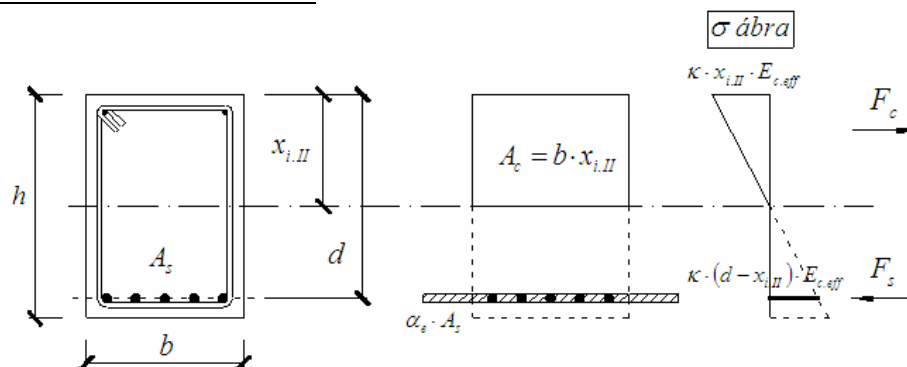 σ ábra
κ · x_{i.II} · E_{c.eff}
F_c
x_{i.II}
A_c = b · x_{i.II}
h
d
A_s
κ · (d − x_{i.II}) · E_{c.eff}
F_s
α_e · A_s
b